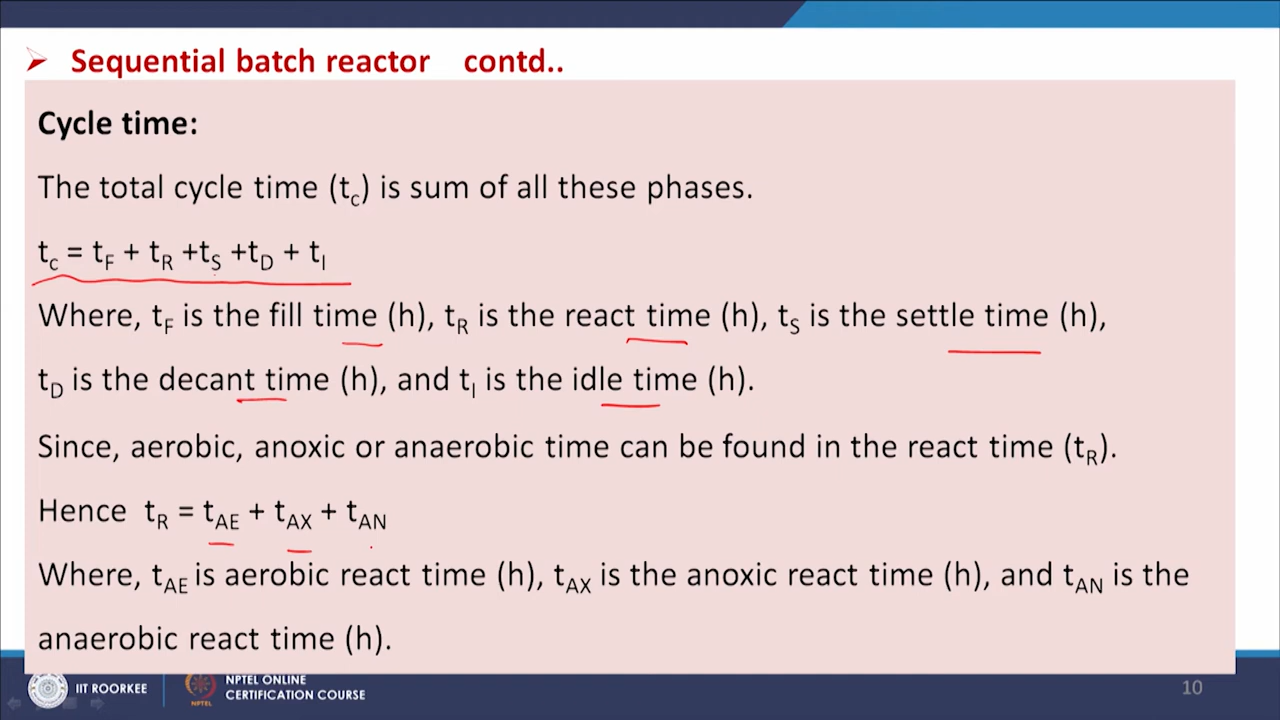 ➢ Sequential batch reactor contd..
Cycle time:
The total cycle time (t_c) is sum of all these phases.
t_c = t_F + t_R +t_S +t_D + t_I
Where, t_F is the fill time (h), t_R is the react time (h), t_S is the settle time (h),
t_D is the decant time (h), and t_I is the idle time (h).
Since, aerobic, anoxic or anaerobic time can be found in the react time (t_R).
Hence t_R = t_AE + t_AX + t_AN
Where, t_AE is aerobic react time (h), t_AX is the anoxic react time (h), and t_AN is the
anaerobic react time (h).
IIT ROORKEE
NPTEL
NPTEL ONLINE
CERTIFICATION COURSE
10